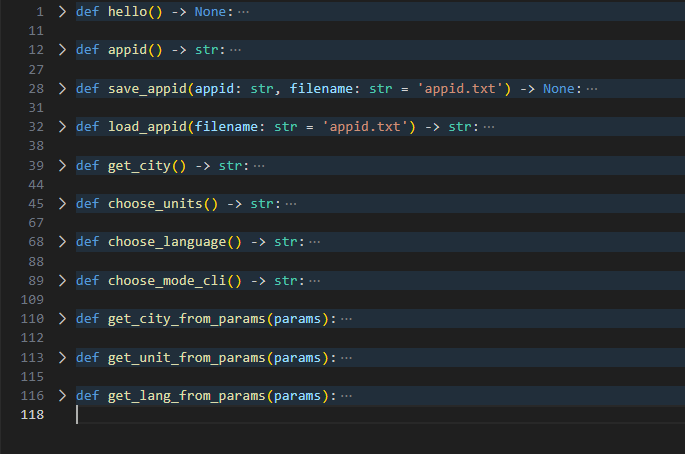 1 def hello() -> None:⋯
11
12 def appid() -> str:⋯
27
28 def save_appid(appid: str, filename: str = 'appid.txt') -> None:⋯
31
32 def load_appid(filename: str = 'appid.txt') -> str:⋯
38
39 def get_city() -> str:⋯
44
45 def choose_units() -> str:⋯
67
68 def choose_language() -> str:⋯
88
89 def choose_mode_cli() -> str:⋯
109
110 def get_city_from_params(params):⋯
112
113 def get_unit_from_params(params):⋯
115
116 def get_lang_from_params(params):⋯
118